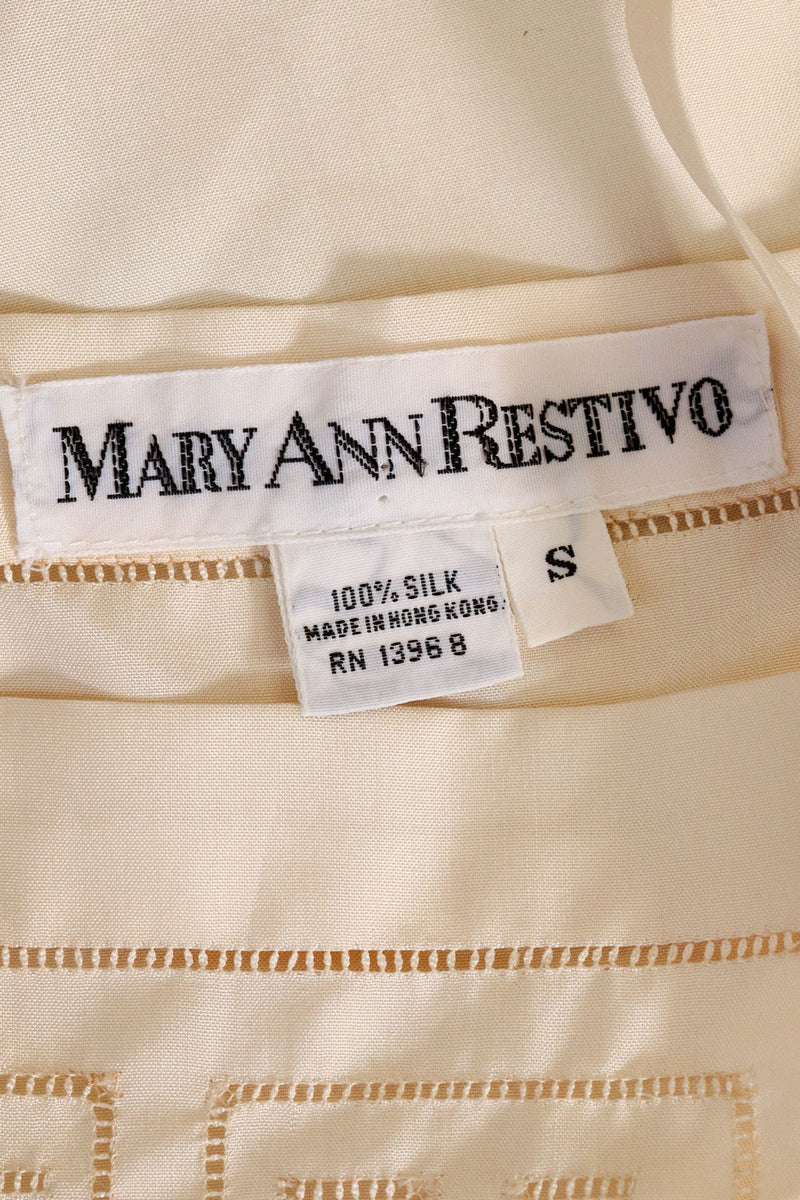 MARY ANN RESTIVO
S
100% SILK
MADE IN HONG KONG
RN 13968